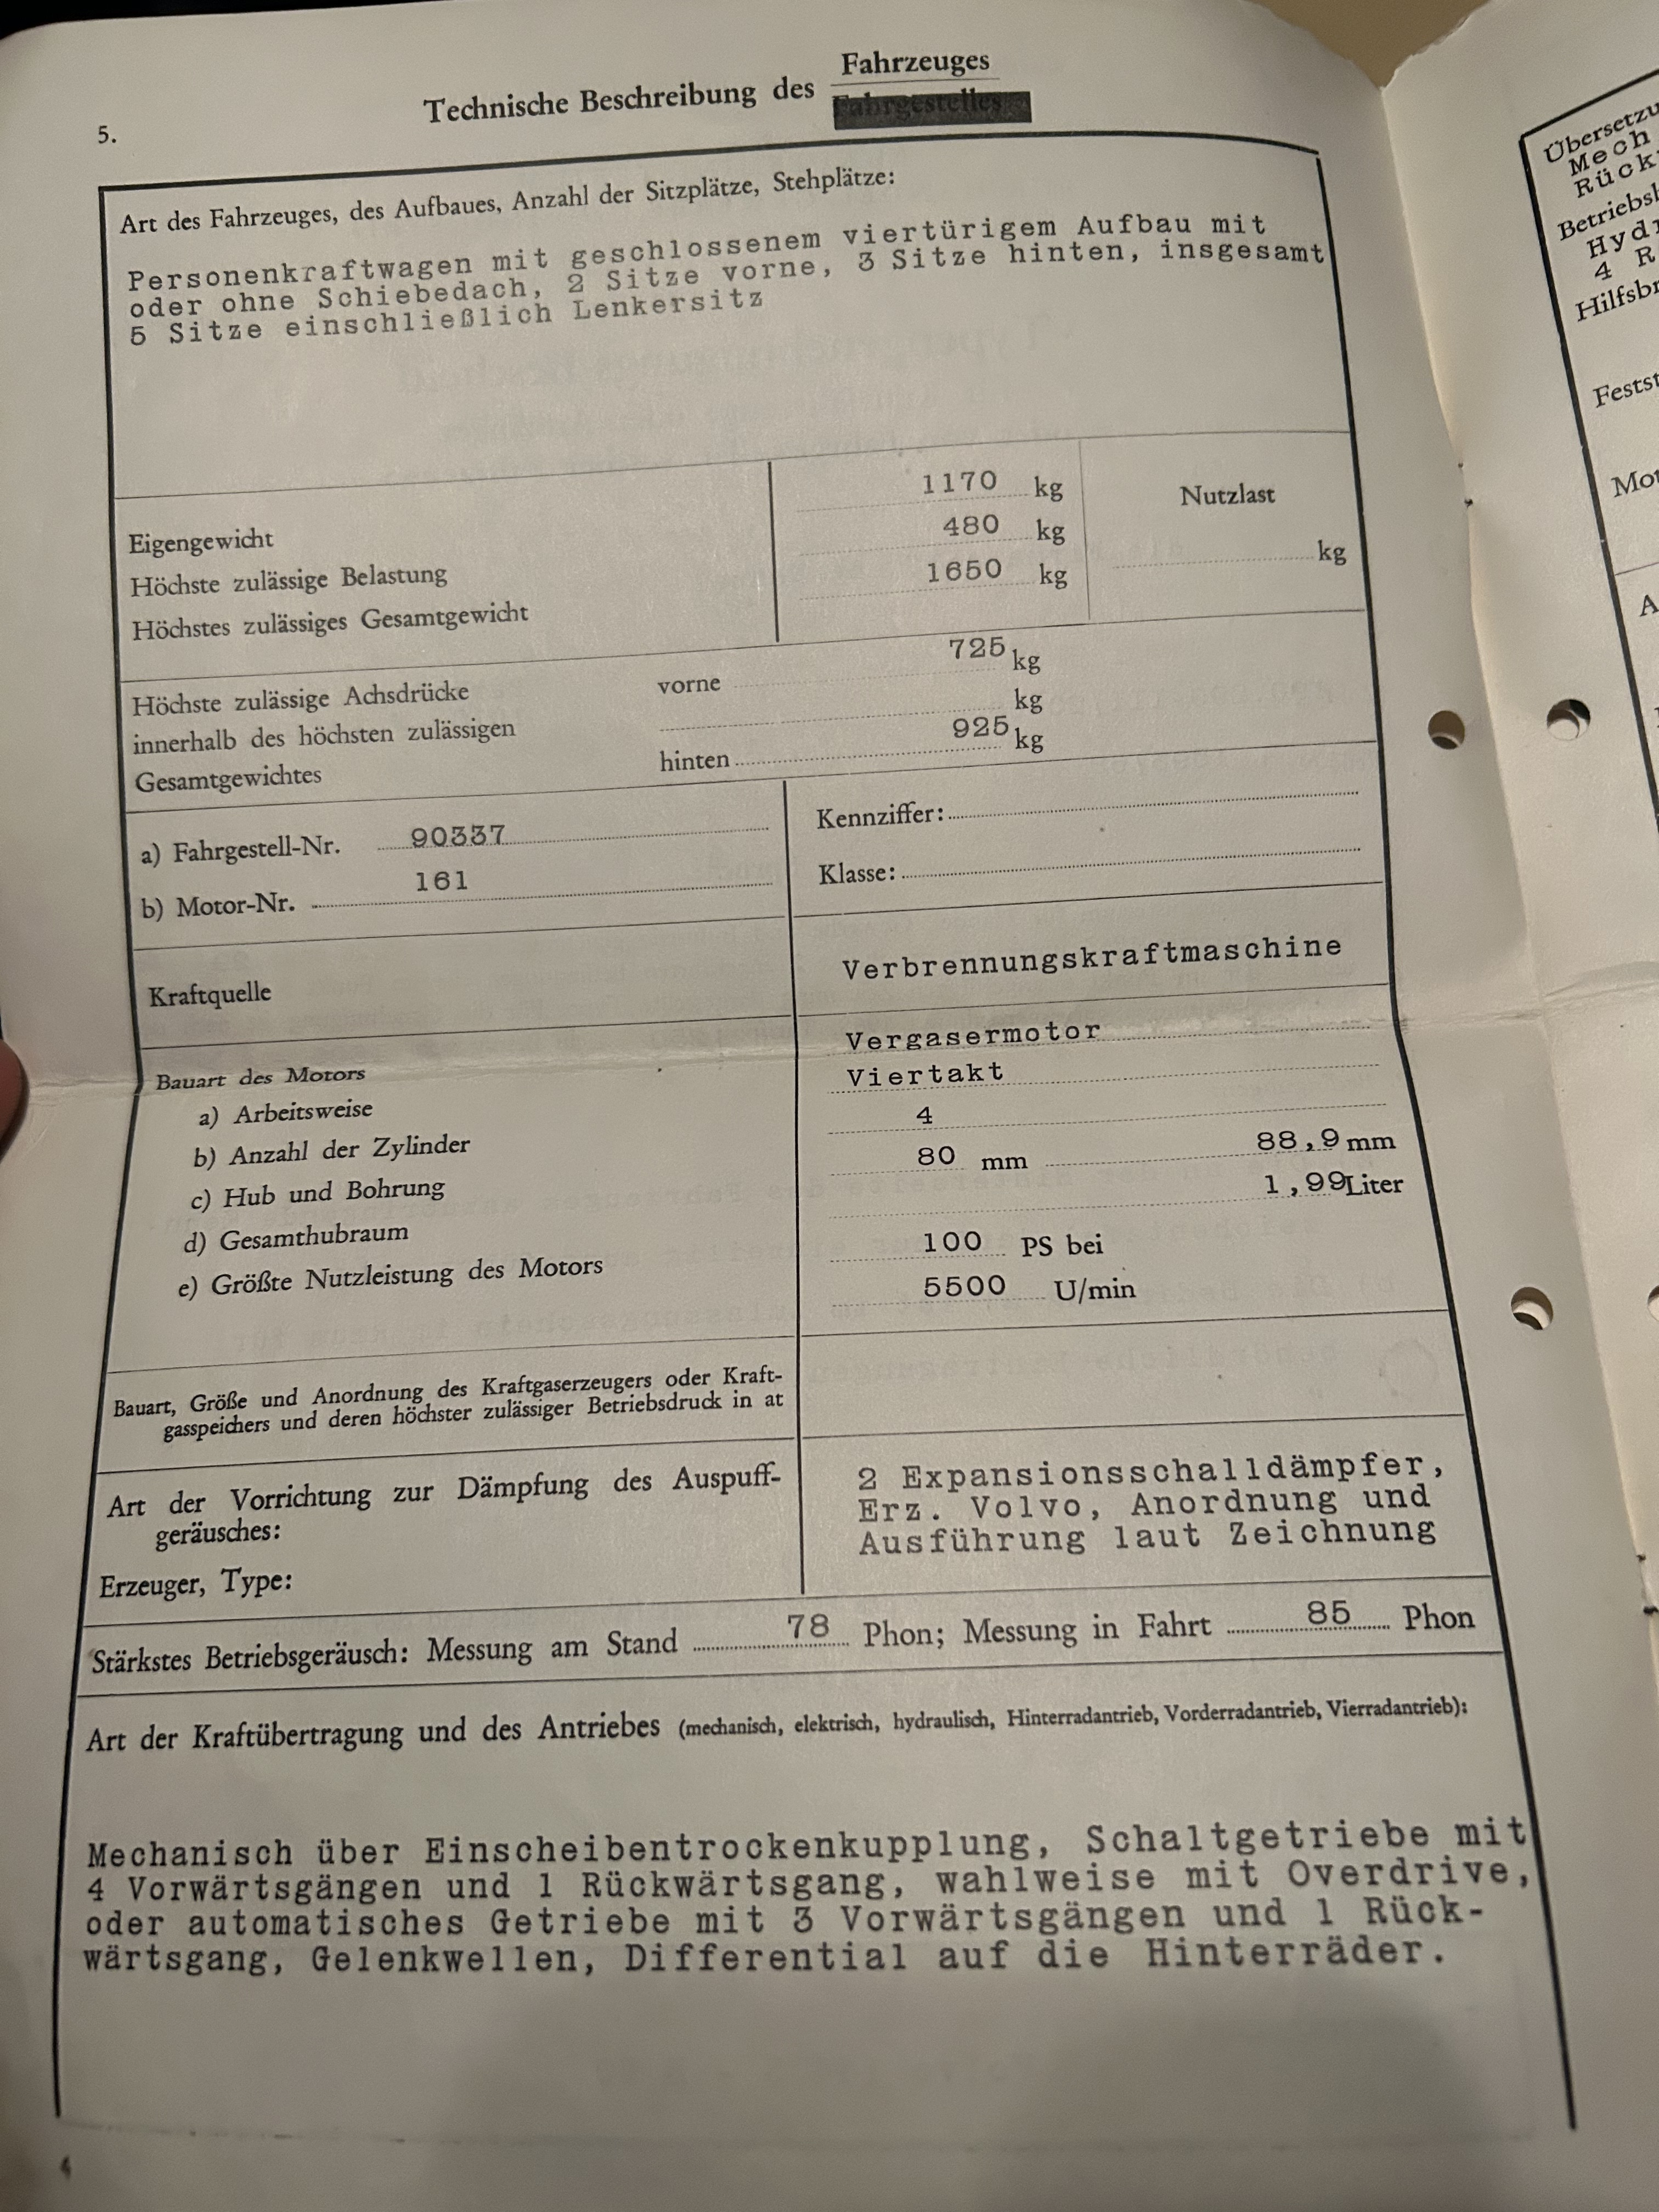 5.
Technische Beschreibung des Fahrzeuges
Fahrgestelles
Art des Fahrzeuges, des Aufbaues, Anzahl der Sitzplätze, Stehplätze:
Personenkraftwagen mit geschlossenem viertürigem Aufbau mit
oder ohne Schiebedach, 2 Sitze vorne, 3 Sitze hinten, insgesamt
5 Sitze einschließlich Lenkersitz
Eigengewicht 1170 kg
Höchste zulässige Belastung 480 kg
Höchstes zulässiges Gesamtgewicht 1650 kg
Nutzlast
kg
Höchste zulässige Achsdrücke vorne 725 kg
innerhalb des höchsten zulässigen kg
Gesamtgewichtes hinten 925 kg
a) Fahrgestell-Nr. 90337
b) Motor-Nr. 161
Kennziffer:
Klasse:
Kraftquelle Verbrennungskraftmaschine
Bauart des Motors Vergasermotor
a) Arbeitsweise Viertakt
b) Anzahl der Zylinder 4
c) Hub und Bohrung 80 mm 88,9 mm
d) Gesamthubraum 1,99 Liter
e) Größte Nutzleistung des Motors 100 PS bei
5500 U/min
Bauart, Größe und Anordnung des Kraftgaserzeugers oder Kraft-
gasspeichers und deren höchster zulässiger Betriebsdruck in at
Art der Vorrichtung zur Dämpfung des Auspuff-
geräusches:
Erzeuger, Type:
2 Expansionsschalldämpfer,
Erz. Volvo, Anordnung und
Ausführung laut Zeichnung
Stärkstes Betriebsgeräusch: Messung am Stand 78 Phon; Messung in Fahrt 85 Phon
Art der Kraftübertragung und des Antriebes (mechanisch, elektrisch, hydraulisch, Hinterradantrieb, Vorderradantrieb, Vierradantrieb):
Mechanisch über Einscheibentrockenkupplung, Schaltgetriebe mit
4 Vorwärtsgängen und 1 Rückwärtsgang, wahlweise mit Overdrive,
oder automatisches Getriebe mit 3 Vorwärtsgängen und 1 Rück-
wärtsgang, Gelenkwellen, Differential auf die Hinterräder.
4
Übersetzu
Mech
Rück
Betriebsb
Hydr
4 R
Hilfsbr
Festst
Mot
A